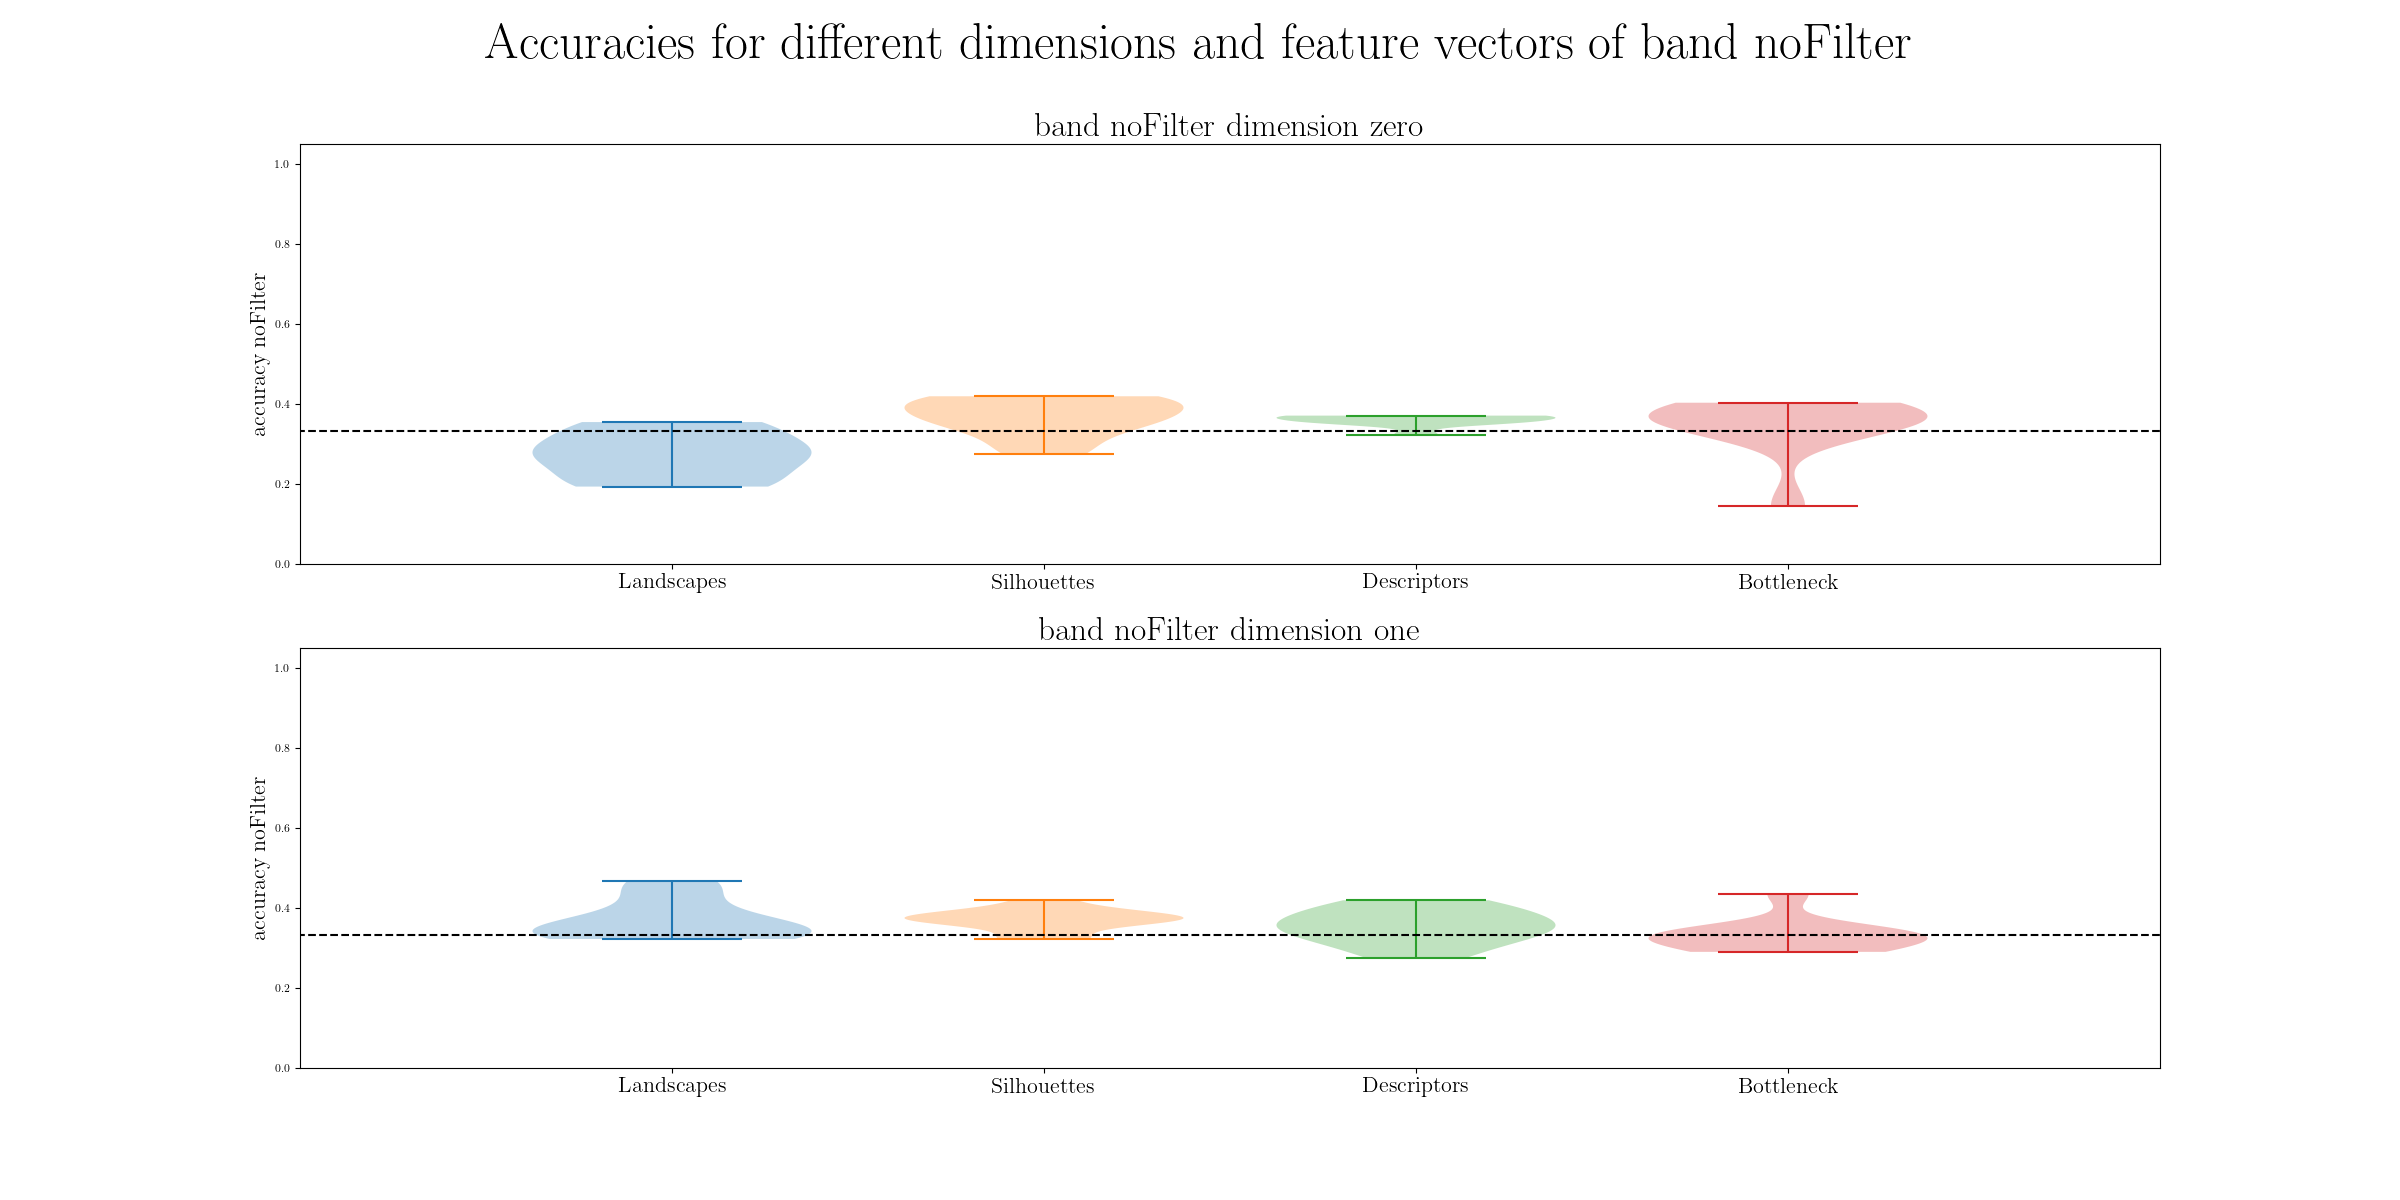 Accuracies for different dimensions and feature vectors of band noFilter
band noFilter dimension zero
accuracy noFilter
1.0
0.8
0.6
0.4
0.2
0.0
Landscapes Silhouettes Descriptors Bottleneck
band noFilter dimension one
accuracy noFilter
1.0
0.8
0.6
0.4
0.2
0.0
Landscapes Silhouettes Descriptors Bottleneck